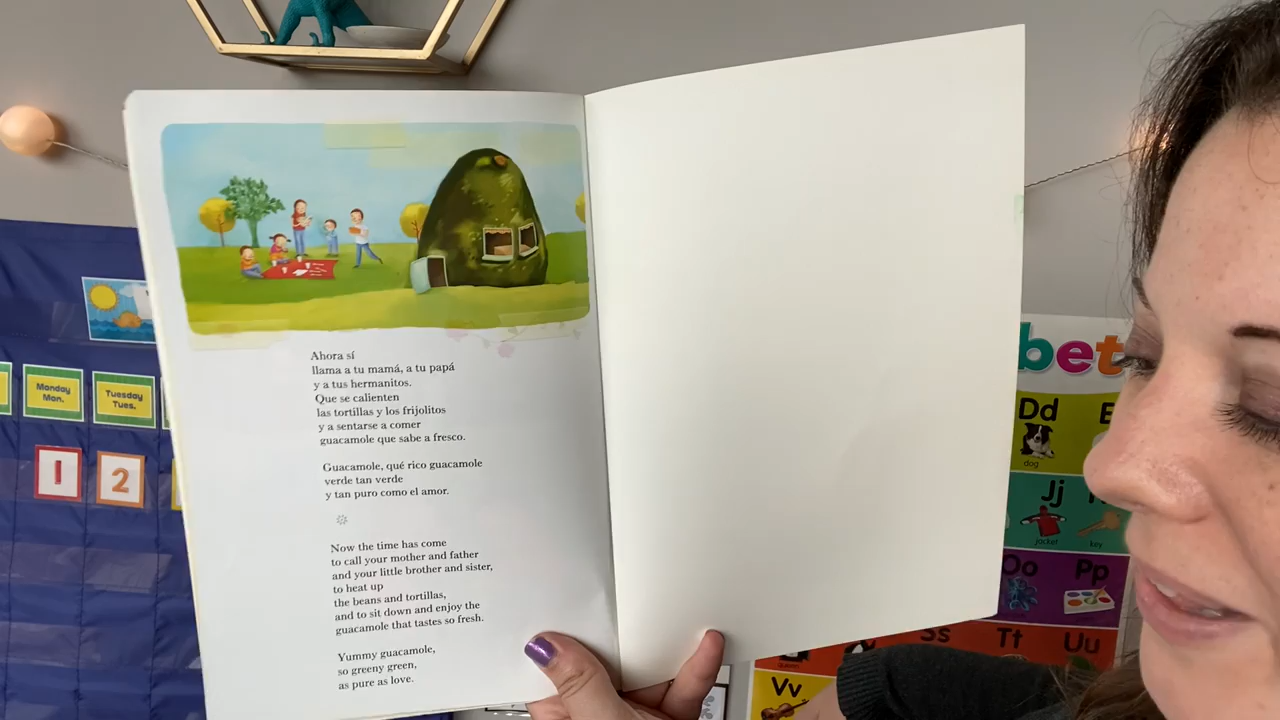 Ahora sí
llama a tu mamá, a tu papá
y a tus hermanitos.
Que se calienten
las tortillas y los frijolitos
y a sentarse a comer
guacamole que sabe a fresco.
Guacamole, qué rico guacamole
verde tan verde
y tan puro como el amor.
Now the time has come
to call your mother and father
and your little brother and sister,
to heat up
the beans and tortillas,
and to sit down and enjoy the
guacamole that tastes so fresh.
Yummy guacamole,
so greeny green,
as pure as love.
Monday
Mon.
Tuesday
Tues.
1
2
bet
Dd
E
dog
Jj
jacket
key
Oo
Pp
Ss
Tt
Uu
queen
Vv